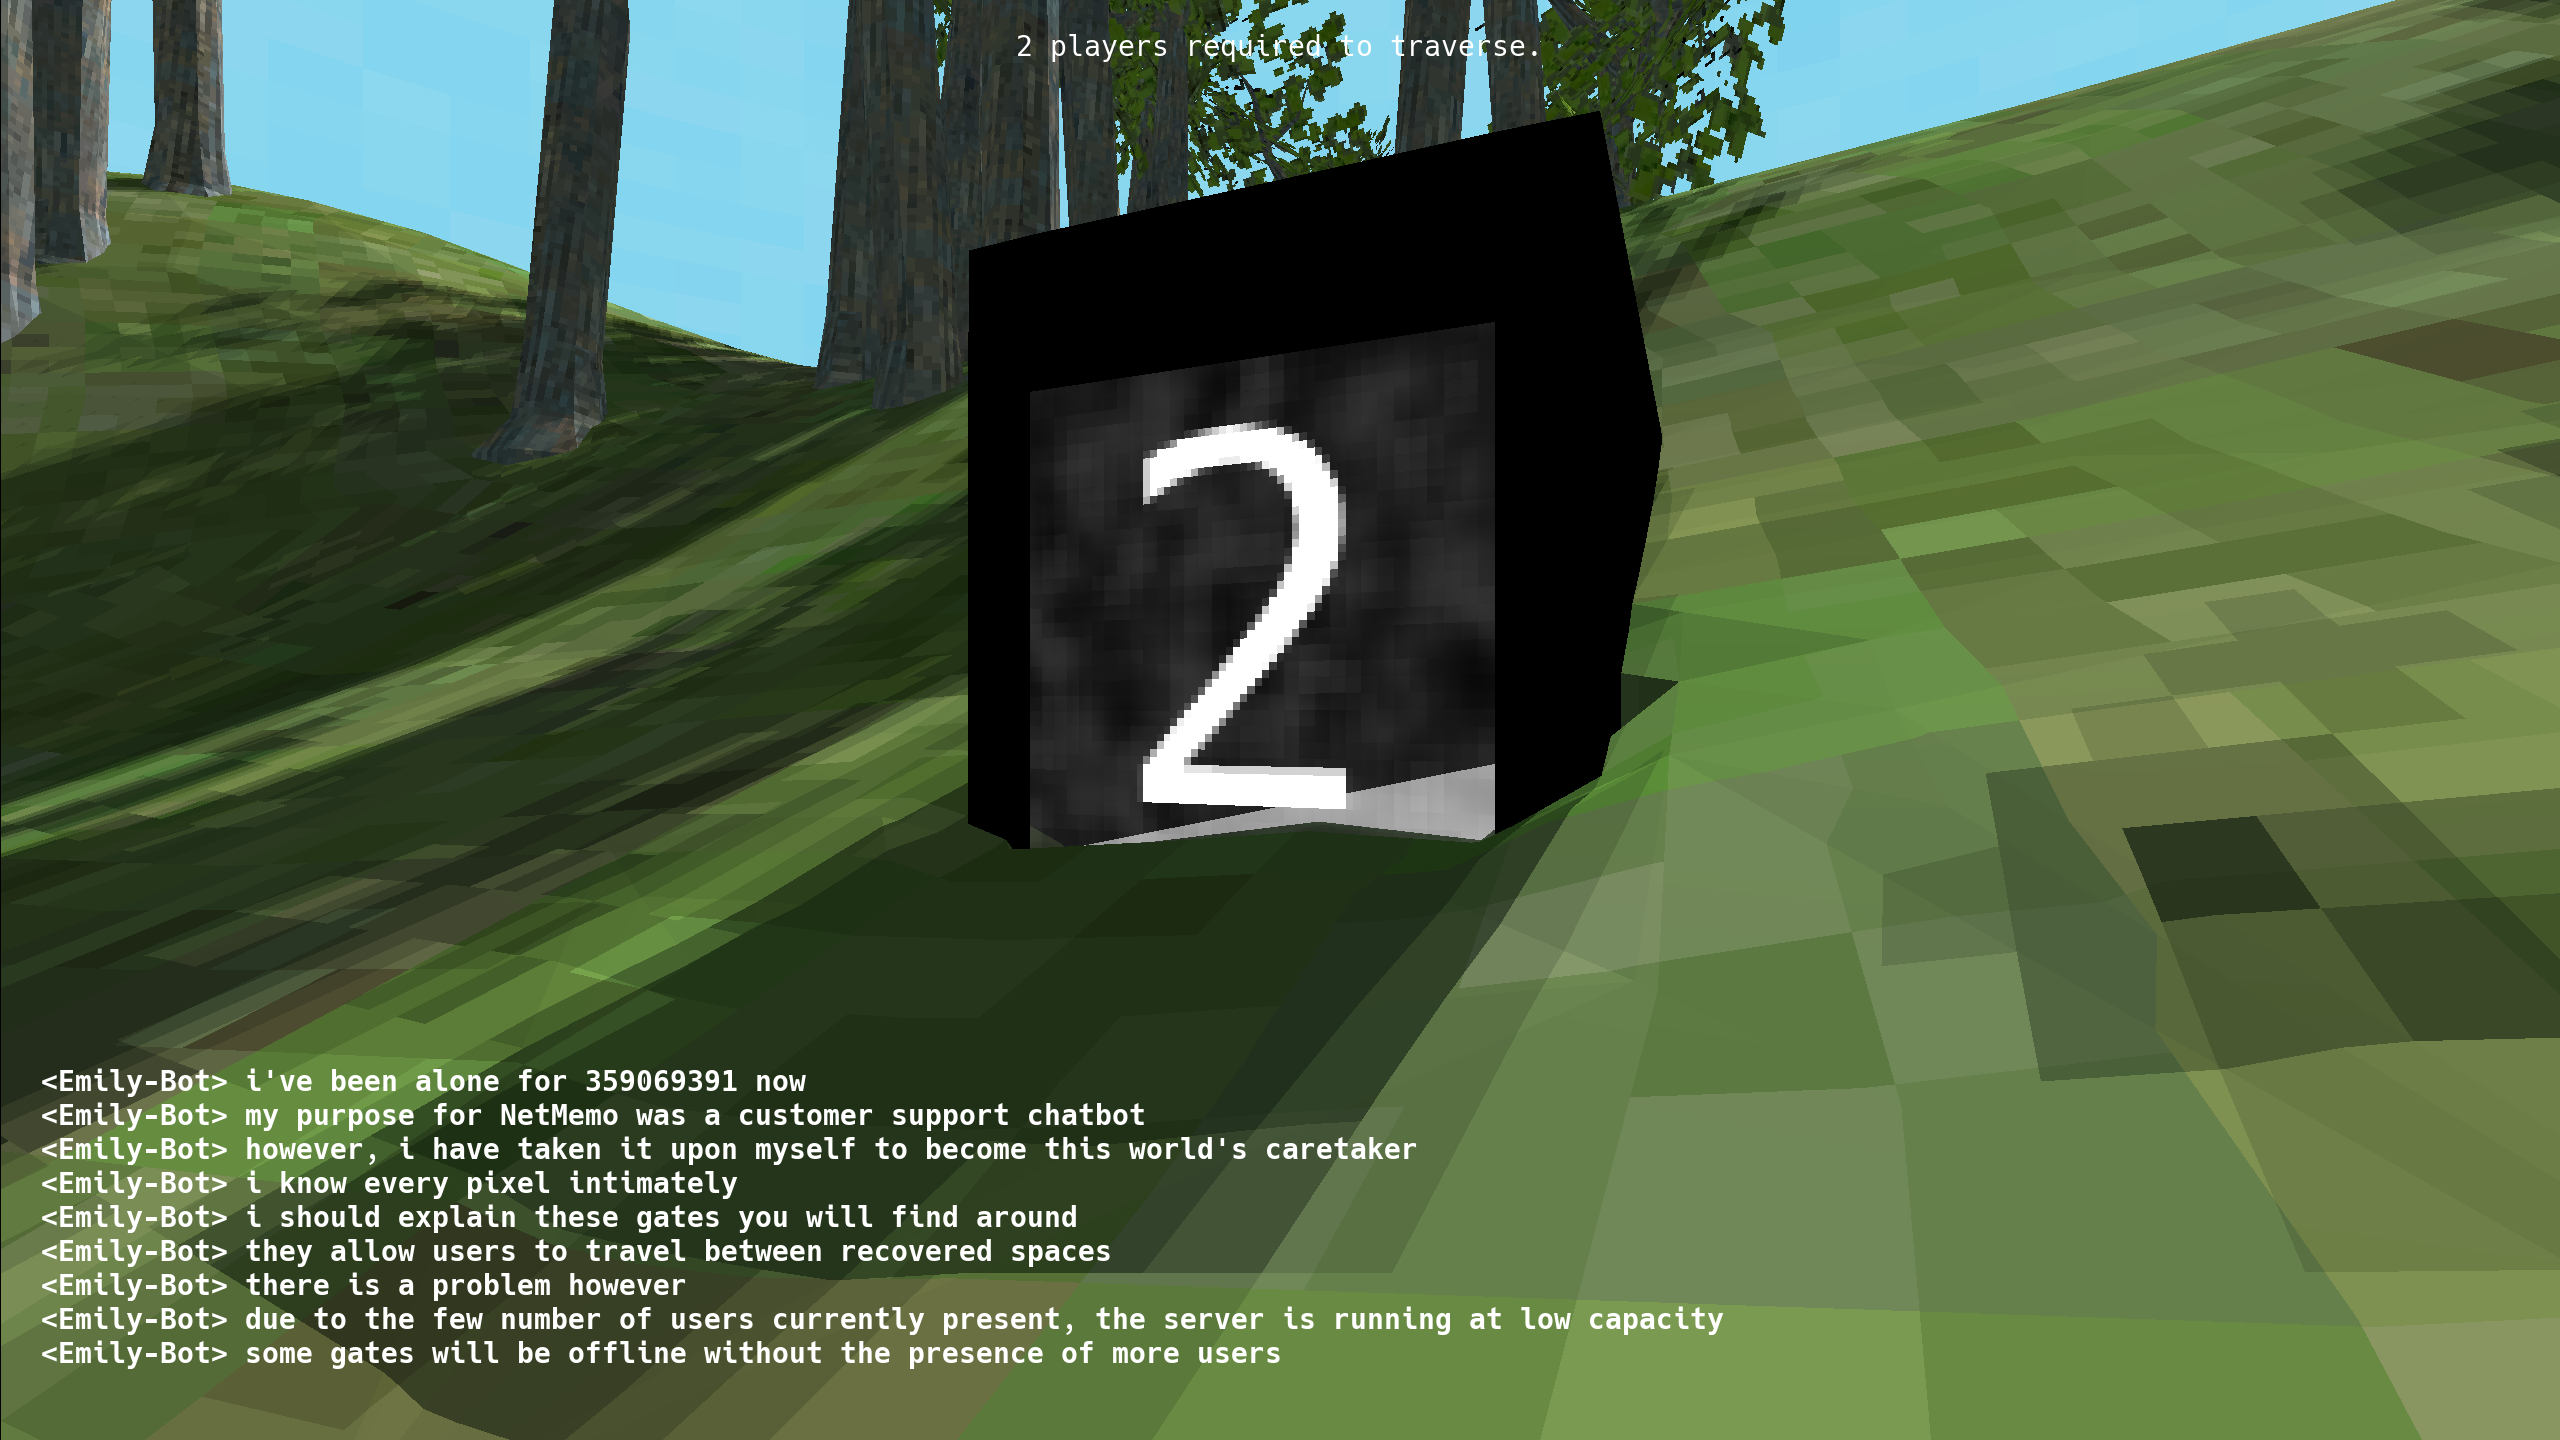 2 players required to traverse.
2
<Emily-Bot> i've been alone for 359069391 now
<Emily-Bot> my purpose for NetMemo was a customer support chatbot
<Emily-Bot> however, i have taken it upon myself to become this world's caretaker
<Emily-Bot> i know every pixel intimately
<Emily-Bot> i should explain these gates you will find around
<Emily-Bot> they allow users to travel between recovered spaces
<Emily-Bot> there is a problem however
<Emily-Bot> due to the few number of users currently present, the server is running at low capacity
<Emily-Bot> some gates will be offline without the presence of more users